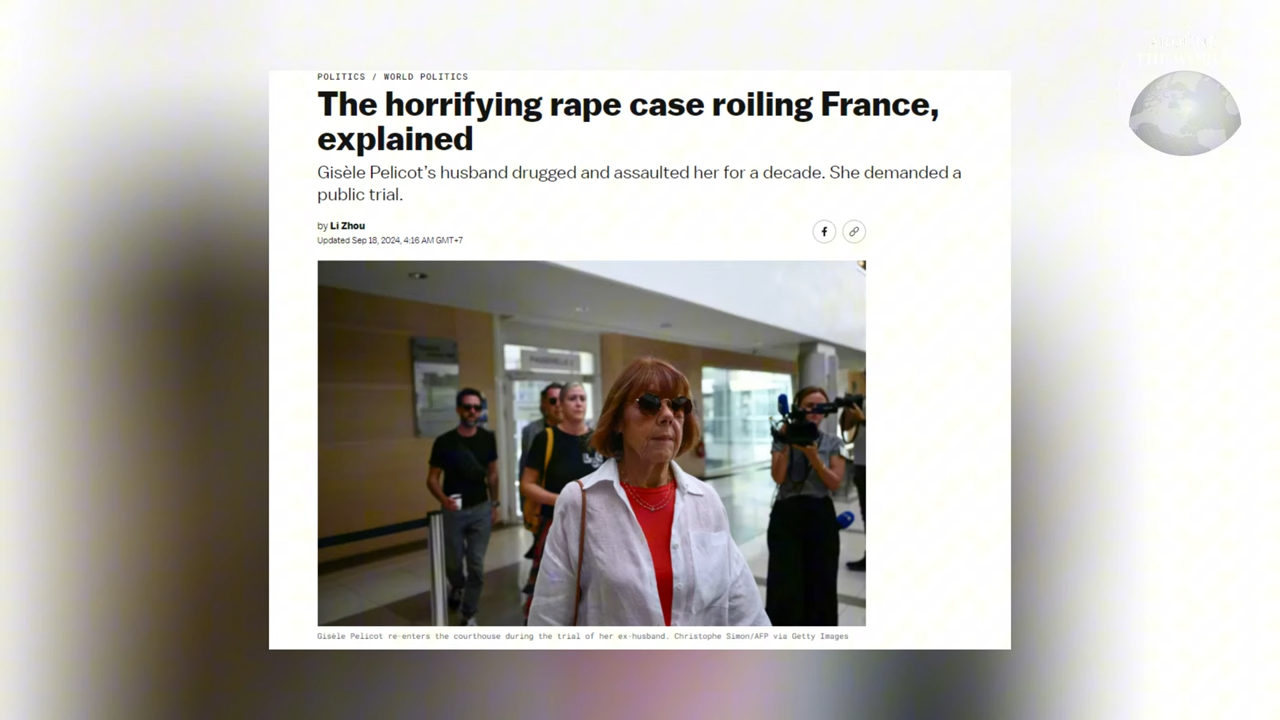 POLITICS / WORLD POLITICS
The horrifying rape case roiling France,
explained
Gisèle Pelicot's husband drugged and assaulted her for a decade. She demanded a
public trial.
by Li Zhou
Updated Sep 18, 2024, 4:16 AM GMT+7
Gisèle Pelicot re-enters the courthouse during the trial of her ex-husband. Christophe Simon/AFP via Getty Images